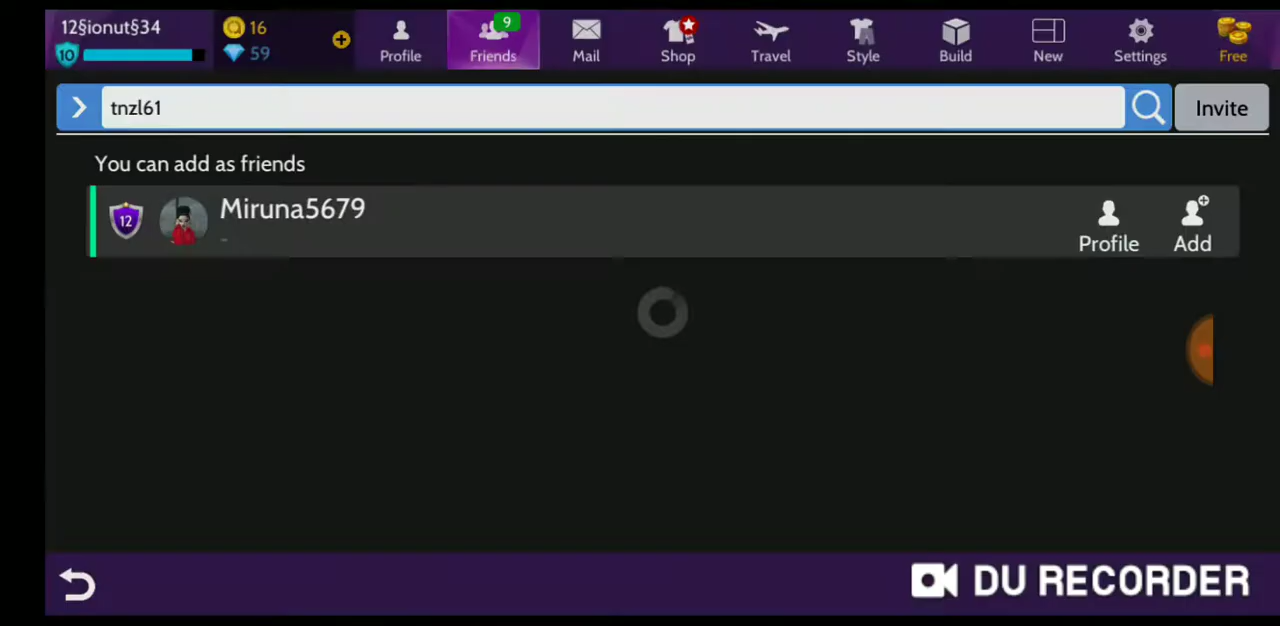 12§ionut§34
10
16
59
Profile
9
Friends
Mail
Shop
Travel
Style
Build
New
Settings
Free
tnzl61
Invite
You can add as friends
12
Miruna5679
-
Profile
Add
DU RECORDER